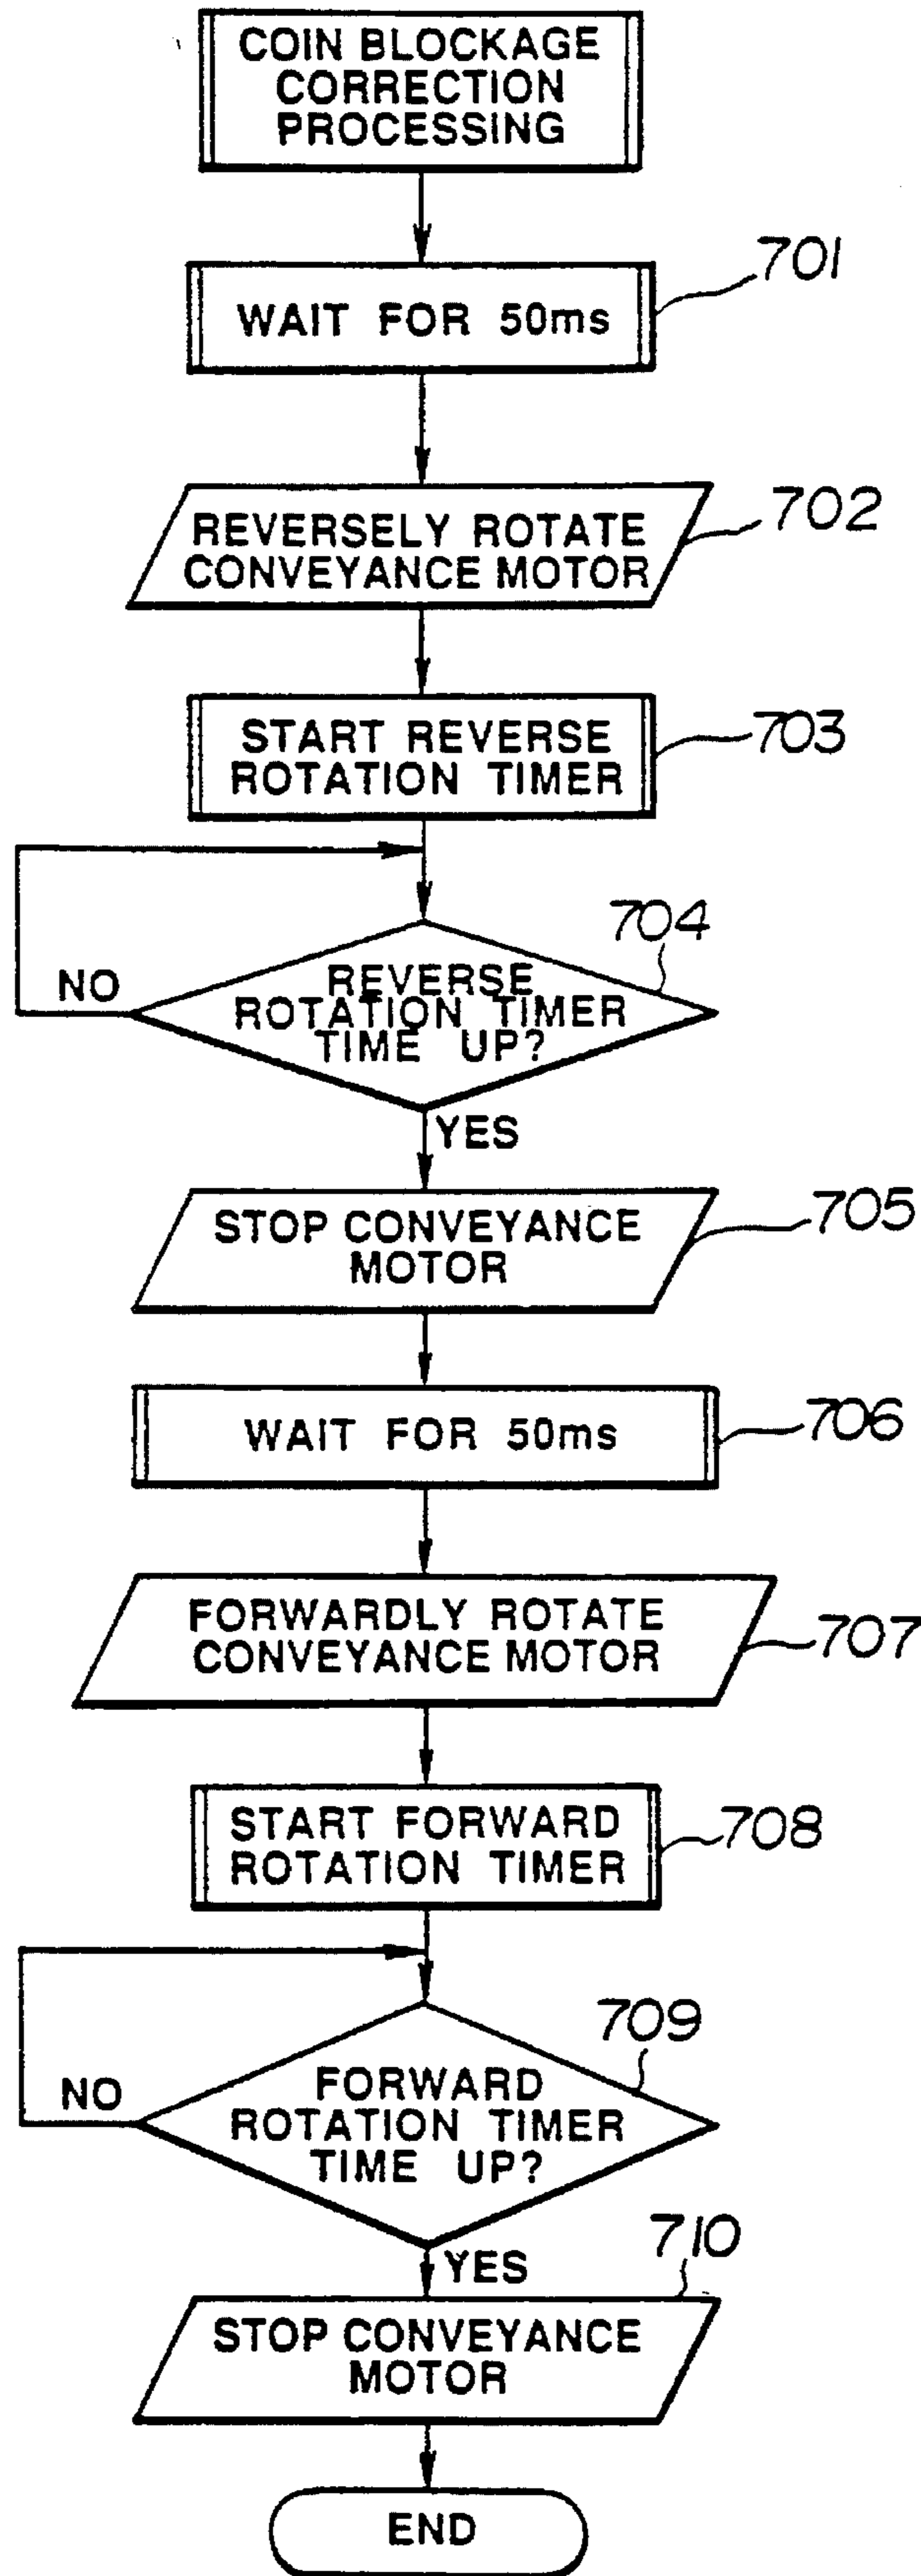 COIN BLOCKAGE
CORRECTION
PROCESSING
701
WAIT FOR 50ms
702
REVERSELY ROTATE
CONVEYANCE MOTOR
703
START REVERSE
ROTATION TIMER
704
NO
REVERSE
ROTATION TIMER
TIME UP?
YES
705
STOP CONVEYANCE
MOTOR
706
WAIT FOR 50ms
707
FORWARDLY ROTATE
CONVEYANCE MOTOR
708
START FORWARD
ROTATION TIMER
709
NO
FORWARD
ROTATION TIMER
TIME UP?
YES
710
STOP CONVEYANCE
MOTOR
END